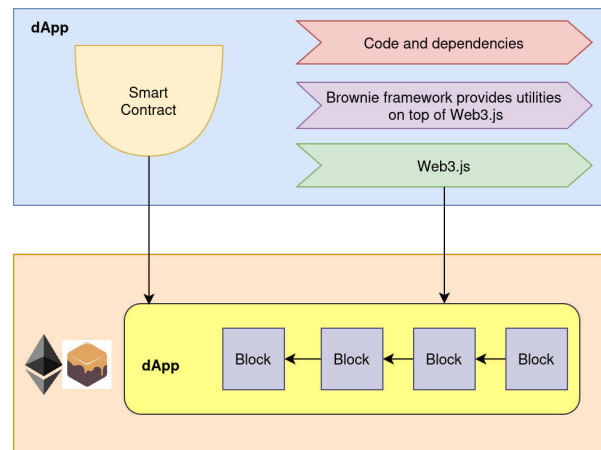 dApp
Smart
Contract
Code and dependencies
Brownie framework provides utilities
on top of Web3.js
Web3.js
dApp
Block
Block
Block
Block